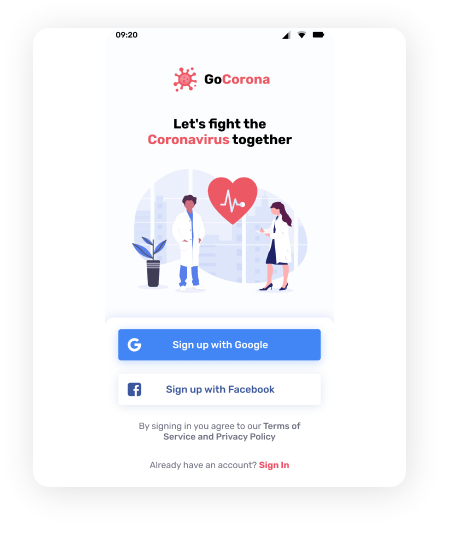 09:20
GoCorona
Let's fight the
Coronavirus together
Sign up with Google
Sign up with Facebook
By signing in you agree to our Terms of
Service and Privacy Policy
Already have an account? Sign In